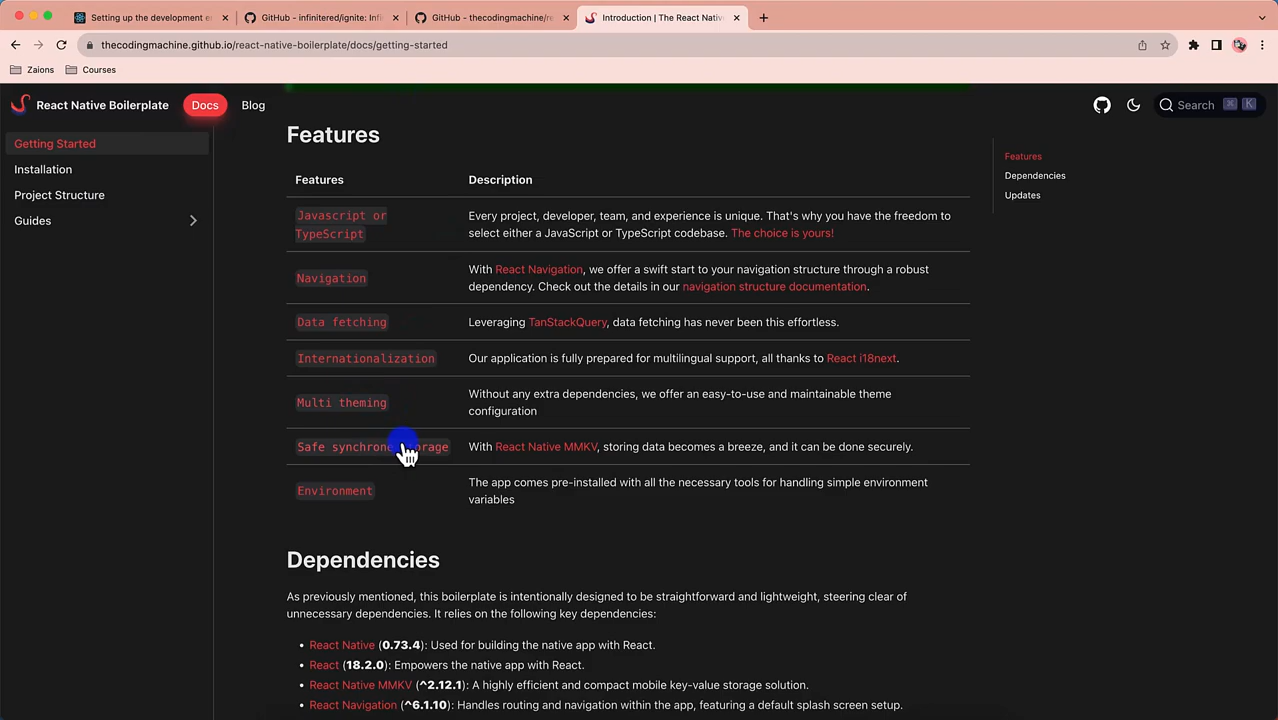 Setting up the development e
GitHub - infinitered/ignite: Infi
GitHub - thecodingmachine/re
Introduction | The React Nativ
thecodingmachine.github.io/react-native-boilerplate/docs/getting-started
Zaions
Courses
React Native Boilerplate
Docs
Blog
Search ⌘ K
Getting Started
Installation
Project Structure
Guides
Features
Features
Description
Javascript or
TypeScript
Every project, developer, team, and experience is unique. That's why you have the freedom to
select either a JavaScript or TypeScript codebase. The choice is yours!
Navigation
With React Navigation, we offer a swift start to your navigation structure through a robust
dependency. Check out the details in our navigation structure documentation.
Data fetching
Leveraging TanStackQuery, data fetching has never been this effortless.
Internationalization
Our application is fully prepared for multilingual support, all thanks to React i18next.
Multi theming
Without any extra dependencies, we offer an easy-to-use and maintainable theme
configuration
Safe synchron orage
With React Native MMKV, storing data becomes a breeze, and it can be done securely.
Environment
The app comes pre-installed with all the necessary tools for handling simple environment
variables
Dependencies
As previously mentioned, this boilerplate is intentionally designed to be straightforward and lightweight, steering clear of
unnecessary dependencies. It relies on the following key dependencies:
• React Native (0.73.4): Used for building the native app with React.
• React (18.2.0): Empowers the native app with React.
• React Native MMKV (^2.12.1): A highly efficient and compact mobile key-value storage solution.
• React Navigation (^6.1.10): Handles routing and navigation within the app, featuring a default splash screen setup.
Features
Dependencies
Updates